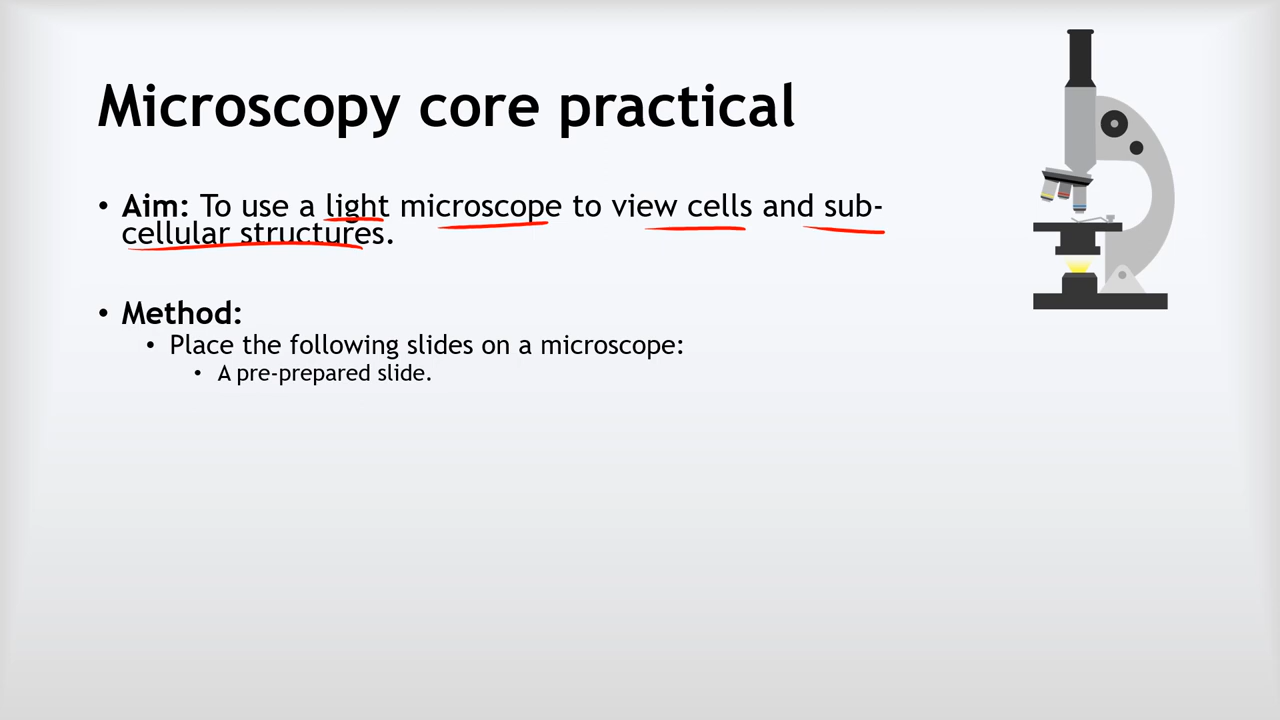 Microscopy core practical
• Aim: To use a light microscope to view cells and sub-
cellular structures.
• Method:
• Place the following slides on a microscope:
• A pre-prepared slide.